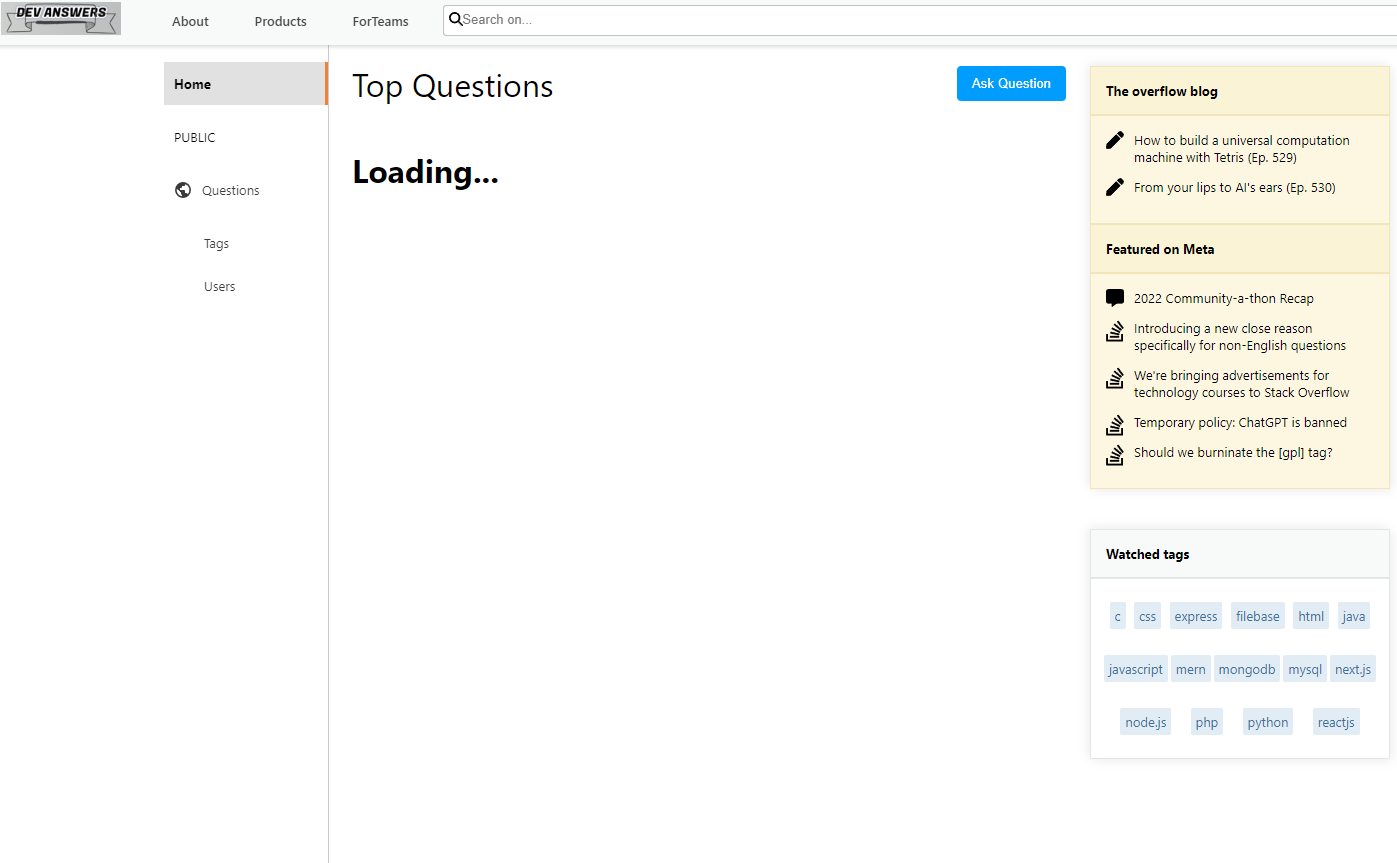 DEV ANSWERS
About
Products
ForTeams
Search on...
Home
PUBLIC
Questions
Tags
Users
Top Questions
Ask Question
Loading...
The overflow blog
How to build a universal computation
machine with Tetris (Ep. 529)
From your lips to AI's ears (Ep. 530)
Featured on Meta
2022 Community-a-thon Recap
Introducing a new close reason
specifically for non-English questions
We're bringing advertisements for
technology courses to Stack Overflow
Temporary policy: ChatGPT is banned
Should we burninate the [gpl] tag?
Watched tags
c css express filebase html java
javascript mern mongodb mysql next.js
node.js php python reactjs